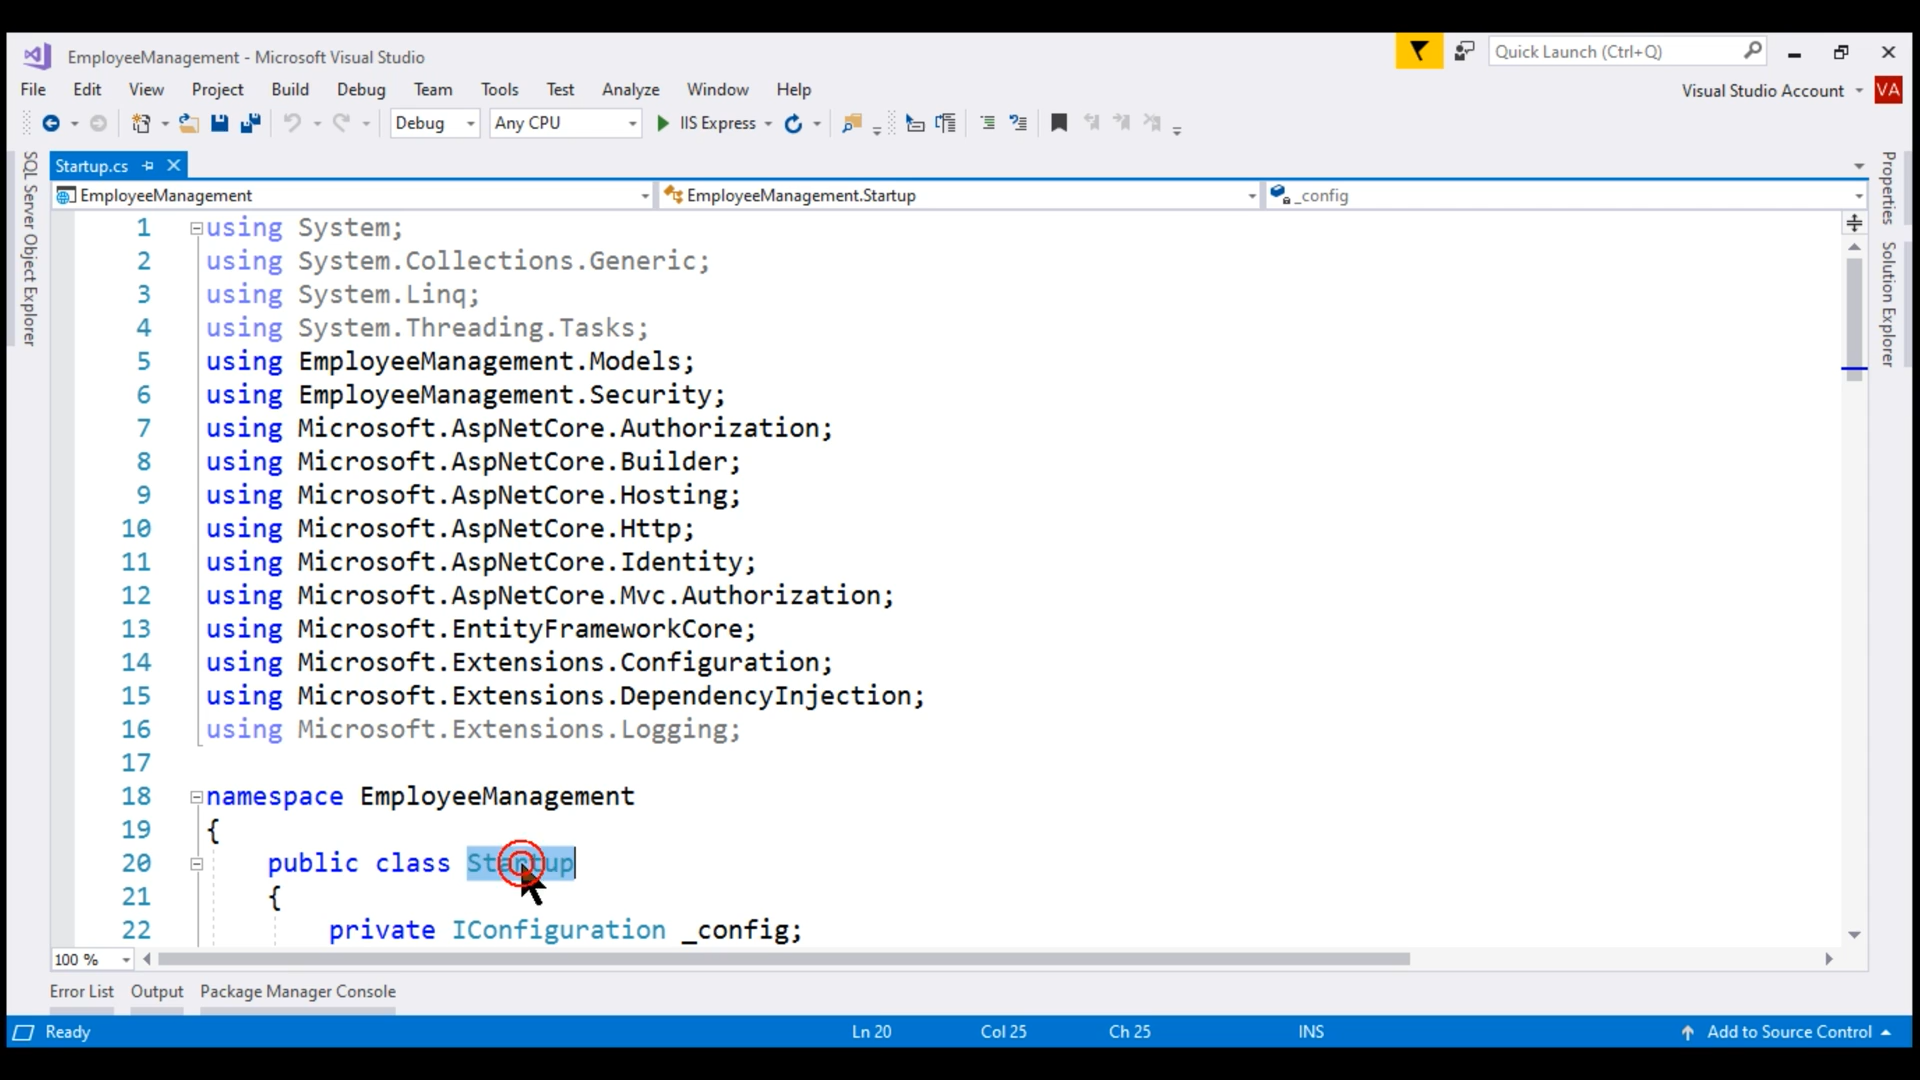 EmployeeManagement - Microsoft Visual Studio
Quick Launch (Ctrl+Q)
File Edit View Project Build Debug Team Tools Test Analyze Window Help
Visual Studio Account VA
Debug Any CPU IIS Express
Startup.cs
EmployeeManagement EmployeeManagement.Startup _config
SQL Server Object Explorer
Properties
Solution Explorer
1 using System;
2 using System.Collections.Generic;
3 using System.Linq;
4 using System.Threading.Tasks;
5 using EmployeeManagement.Models;
6 using EmployeeManagement.Security;
7 using Microsoft.AspNetCore.Authorization;
8 using Microsoft.AspNetCore.Builder;
9 using Microsoft.AspNetCore.Hosting;
10 using Microsoft.AspNetCore.Http;
11 using Microsoft.AspNetCore.Identity;
12 using Microsoft.AspNetCore.Mvc.Authorization;
13 using Microsoft.EntityFrameworkCore;
14 using Microsoft.Extensions.Configuration;
15 using Microsoft.Extensions.DependencyInjection;
16 using Microsoft.Extensions.Logging;
17
18 namespace EmployeeManagement
19 {
20 public class Startup
21 {
22 private IConfiguration _config;
100 %
Error List Output Package Manager Console
Ready Ln 20 Col 25 Ch 25 INS Add to Source Control